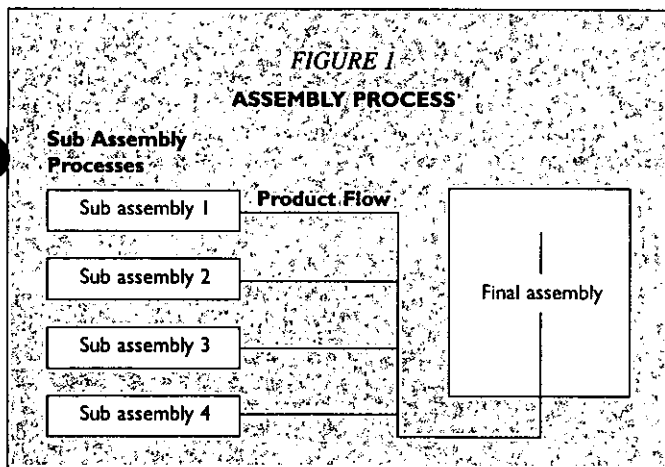 FIGURE 1
ASSEMBLY PROCESS
Sub Assembly
Processes
Sub assembly 1
Product Flow
Sub assembly 2
Final assembly
Sub assembly 3
Sub assembly 4